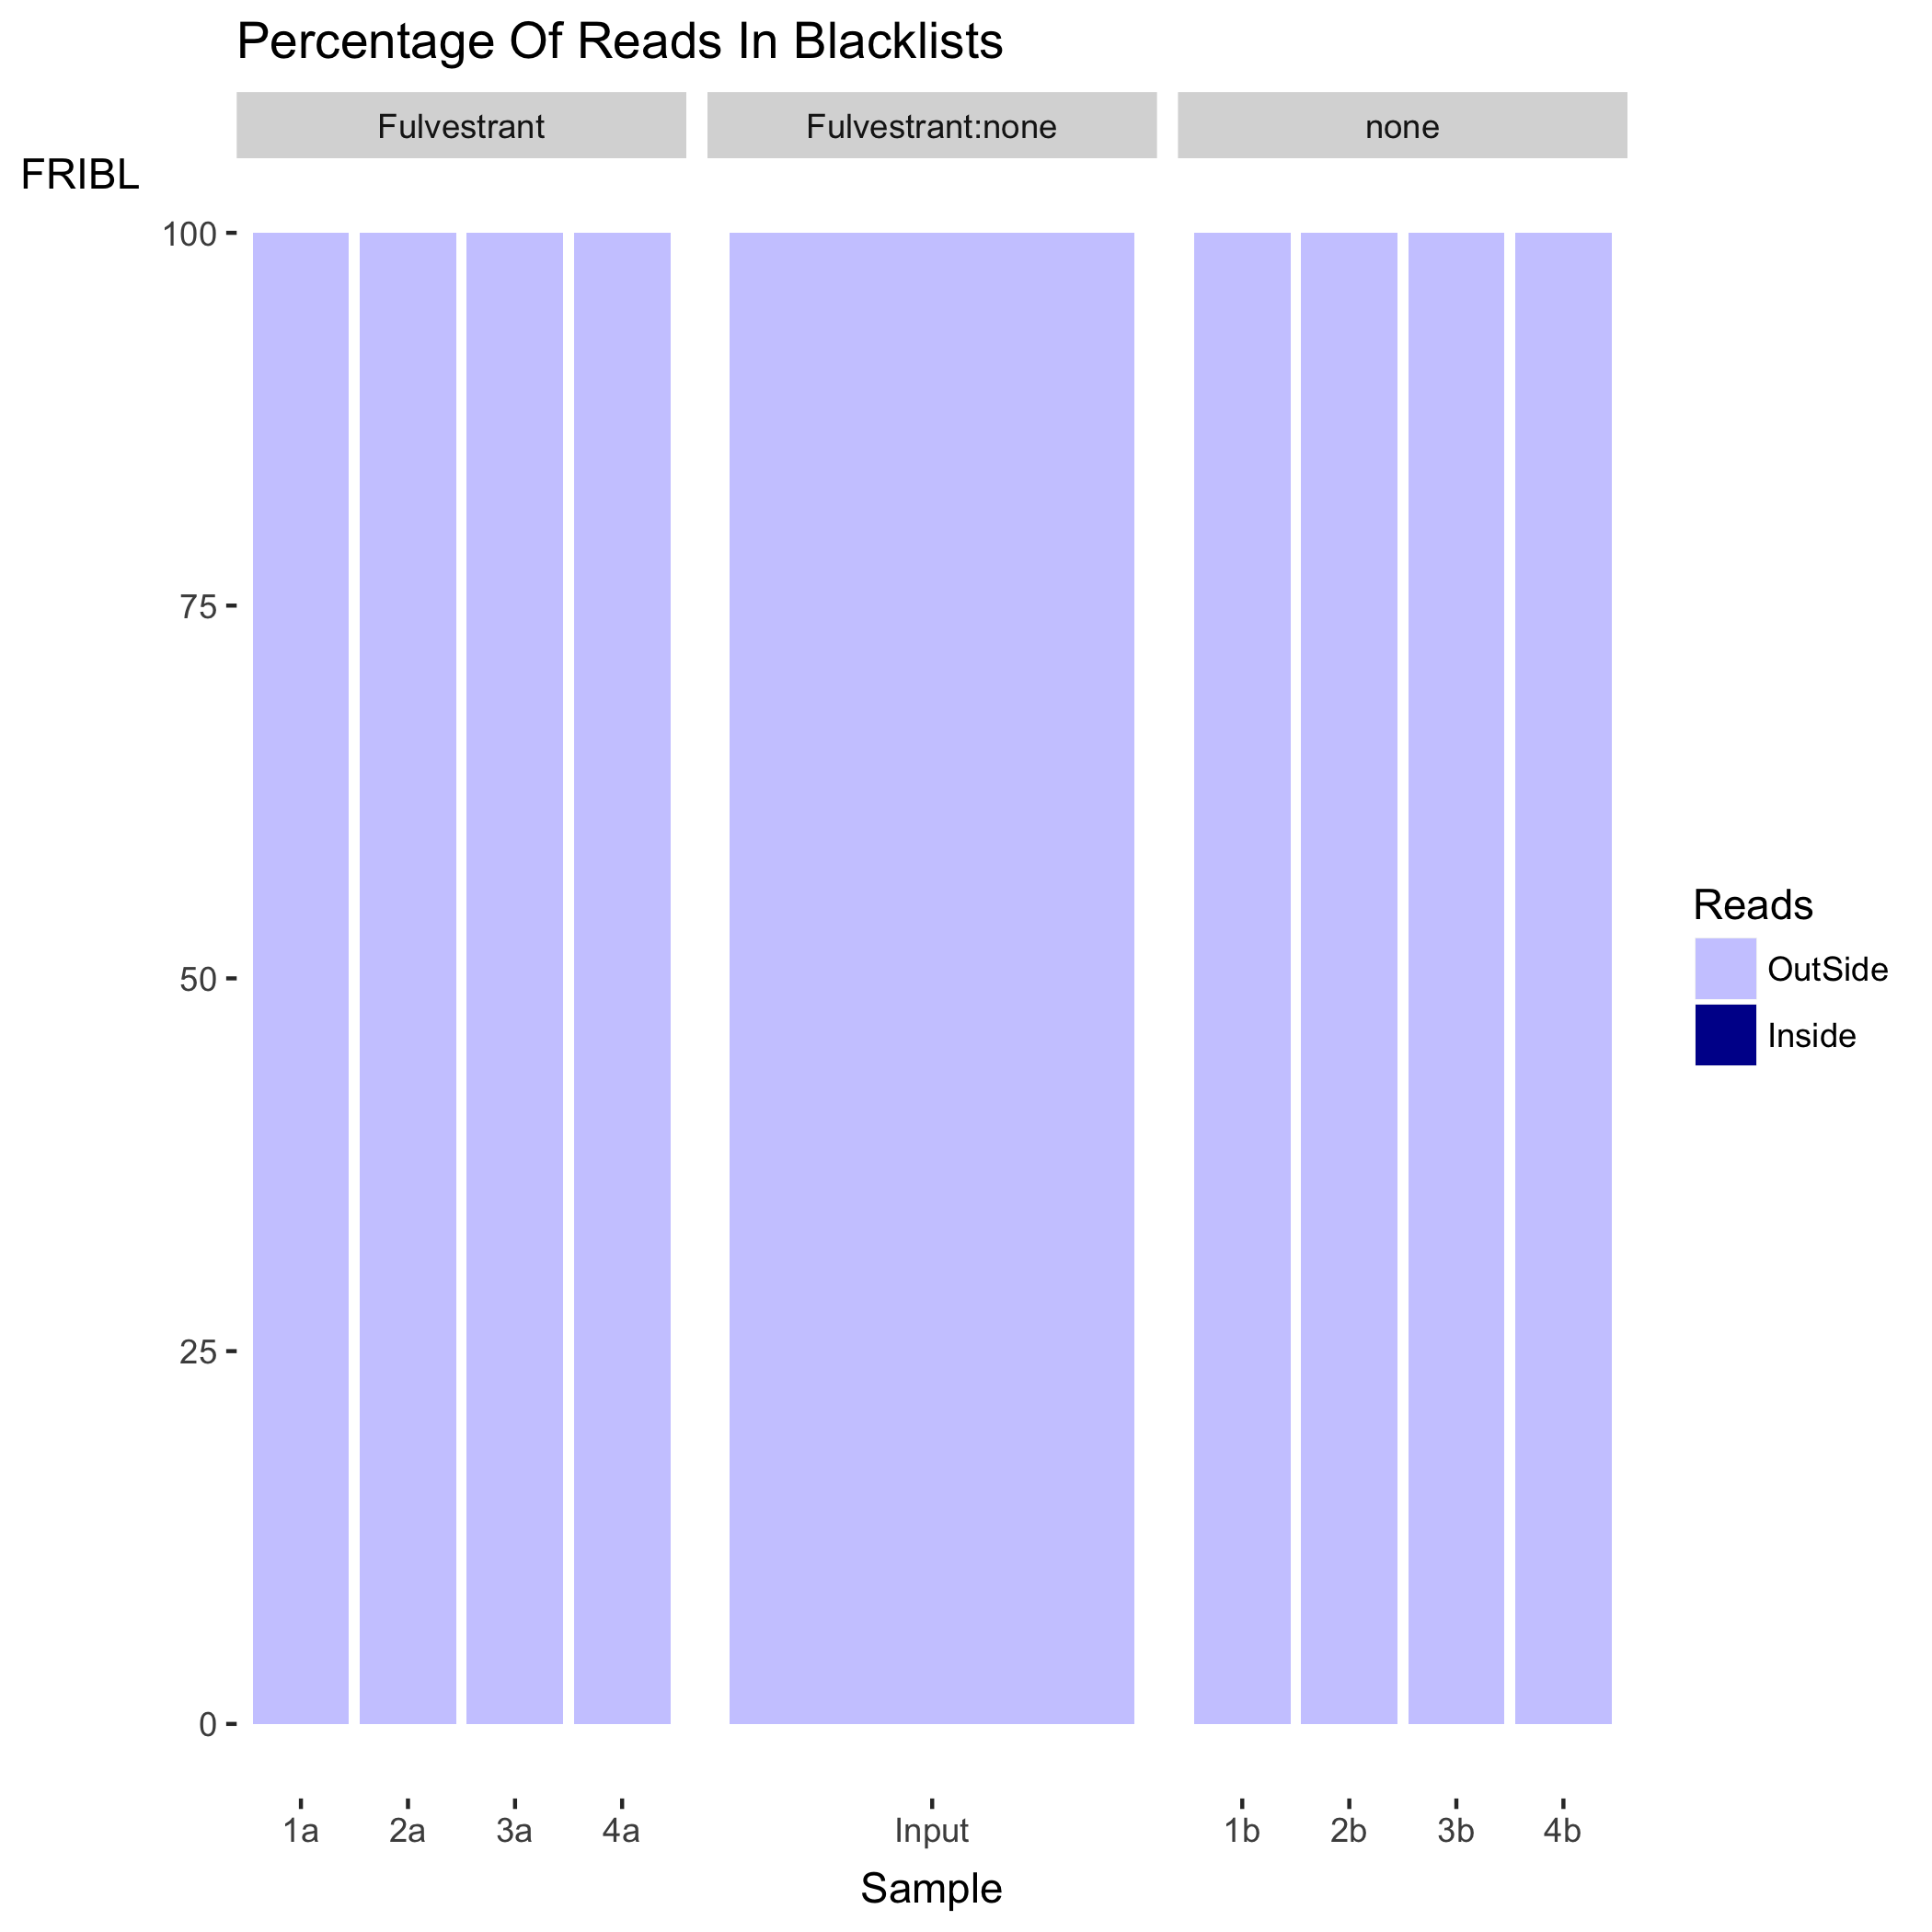 Percentage Of Reads In Blacklists
Fulvestrant
Fulvestrant:none
none
FRIBL
100
75
50
25
0
1a 2a 3a 4a
Input
1b 2b 3b 4b
Sample
Reads
OutSide
Inside